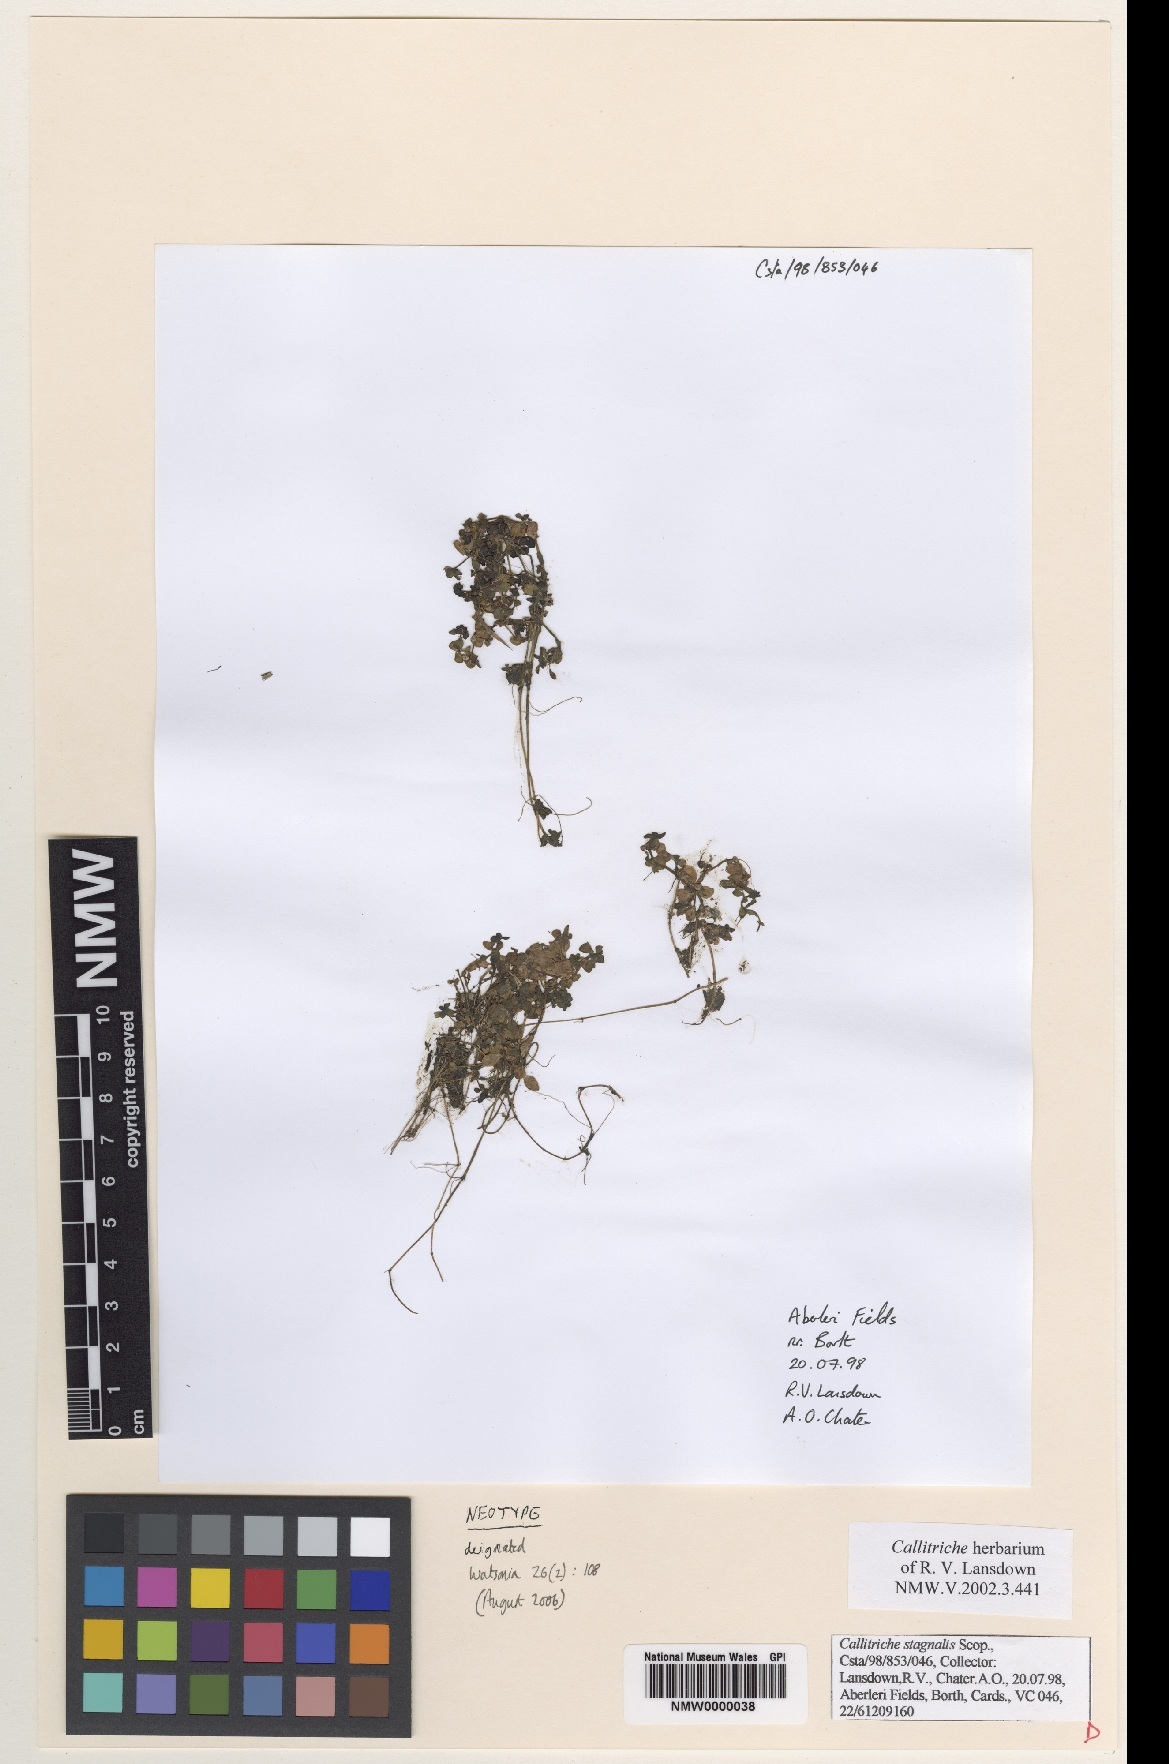 Csta/98/853/046
NMW
copyright reserved
10
9
8
7
6
5
4
3
2
1
0
cm
Aberleri Fields
nr. Borth
20.07.98
R.V. Lansdown
A.O. Chater
NEOTYPE
designated
Watsonia 26(2): 108
(August 2006)
Callitriche herbarium
of R. V. Lansdown
NMW.V.2002.3.441
National Museum Wales GPI
NMW0000038
Callitriche stagnalis Scop.,
Csta/98/853/046, Collector:
Lansdown,R.V., Chater.A.O., 20.07.98,
Aberleri Fields, Borth, Cards., VC 046,
22/61209160
D